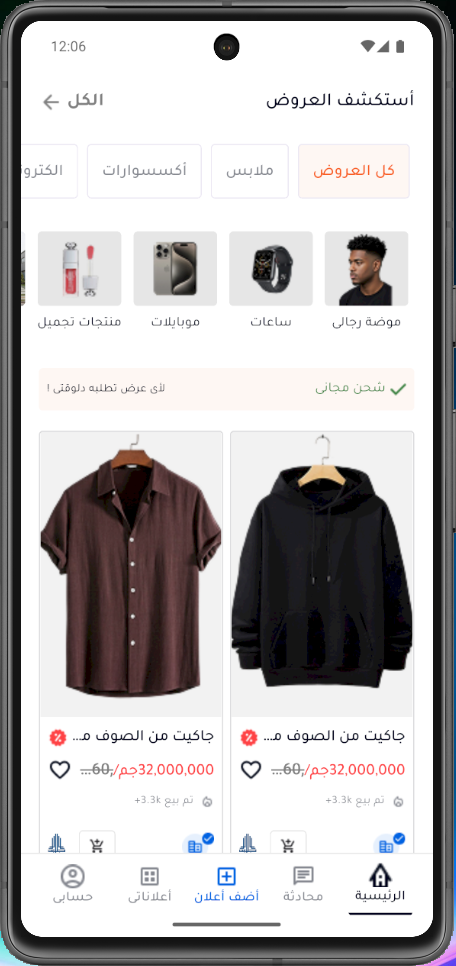 12:06
أستكشف العروض
الكل
كل العروض
ملابس
أكسسوارات
موضة رجالى
ساعات
موبايلات
منتجات تجميل
شحن مجانى
لأى عرض تطلبه دلوقتى !
جاكيت من الصوف م...
32,000,000جم/60,...
تم بيع 3.3k+
جاكيت من الصوف م...
32,000,000جم/60,...
تم بيع 3.3k+
الرئيسية
محادثة
أضف أعلان
أعلاناتى
حسابى